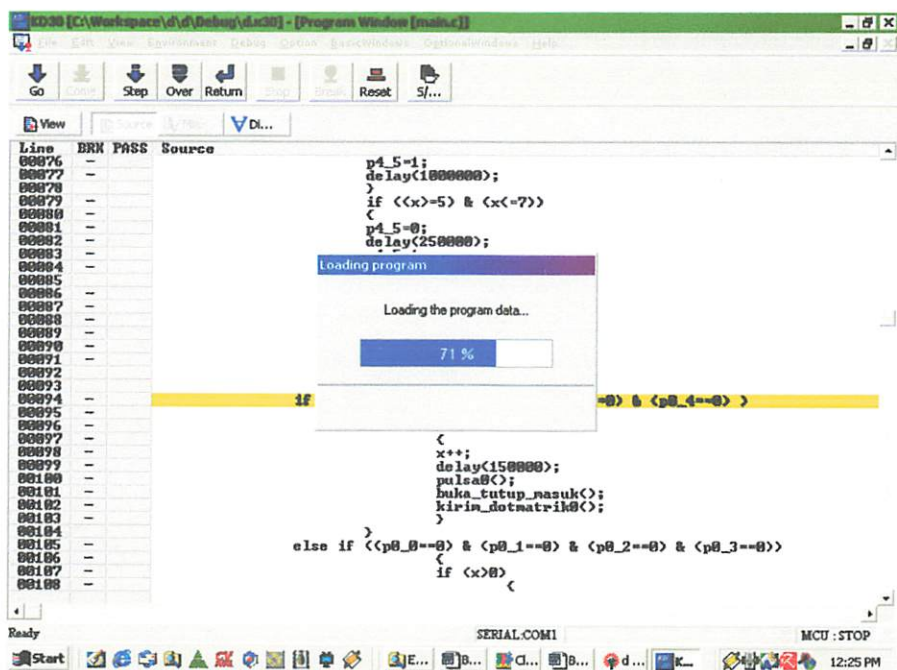 KD30 [C:\Workspace\d\d\Debug\d.x30] - [Program Window [main.c]]
File Edit View Environment Debug Option BasicWindows OptionalWindows Help
Go Come Step Over Return Stop Break Reset S/...
View Source Mix Di...
Line BRK PASS Source
00076 - p4_5=1;
00077 - delay(1000000);
00078 }
00079 - if ((x>=5) & (x<=7))
00080 - {
00081 - p4_5=0;
00082 - delay(250000);
00083 -
00084 -
00085
00086 -
00087 -
00088 -
00089 -
00090 -
00091 -
00092
00093
00094 - if ==0) & (p0_4==0) )
00095 -
00096 -
00097 - {
00098 - x++;
00099 - delay(150000);
00100 - pulsa0();
00101 - buka_tutup_masuk();
00102 - kirim_dotmatrik0();
00103 - }
00104 }
00105 - else if ((p0_0==0) & (p0_1==0) & (p0_2==0) & (p0_3==0))
00106 - {
00107 - if (x>0)
00108 - {
Loading program
Loading the program data...
71 %
Ready SERIAL:COM1 MCU : STOP
Start E... B... Cl... B... d... K... 12:25 PM